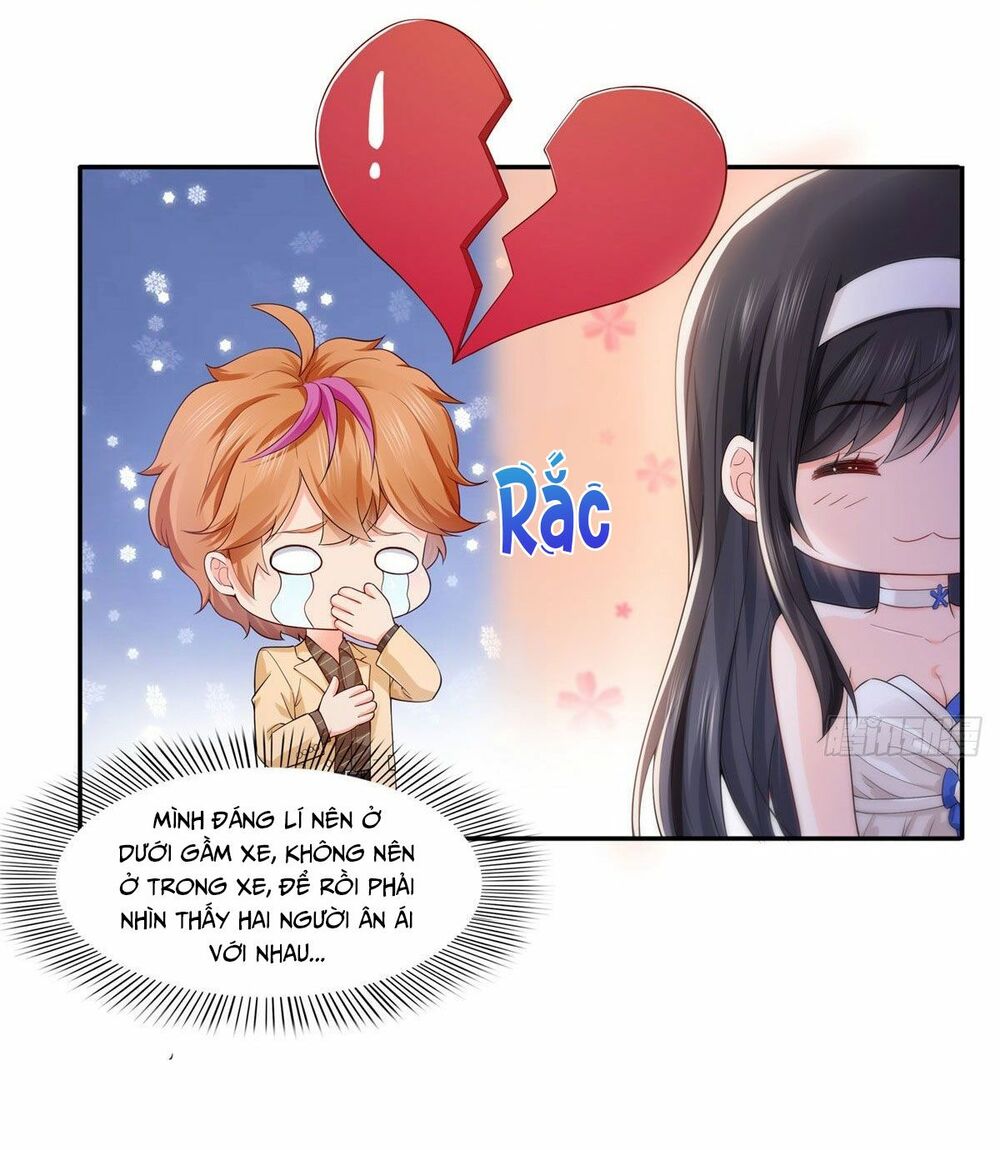 RẮC
MÌNH ĐÁNG LÍ NÊN Ở
DƯỚI GẦM XE, KHÔNG NÊN
Ở TRONG XE, ĐỂ RỒI PHẢI
NHÌN THẤY HAI NGƯỜI ÂN ÁI
VỚI NHAU...